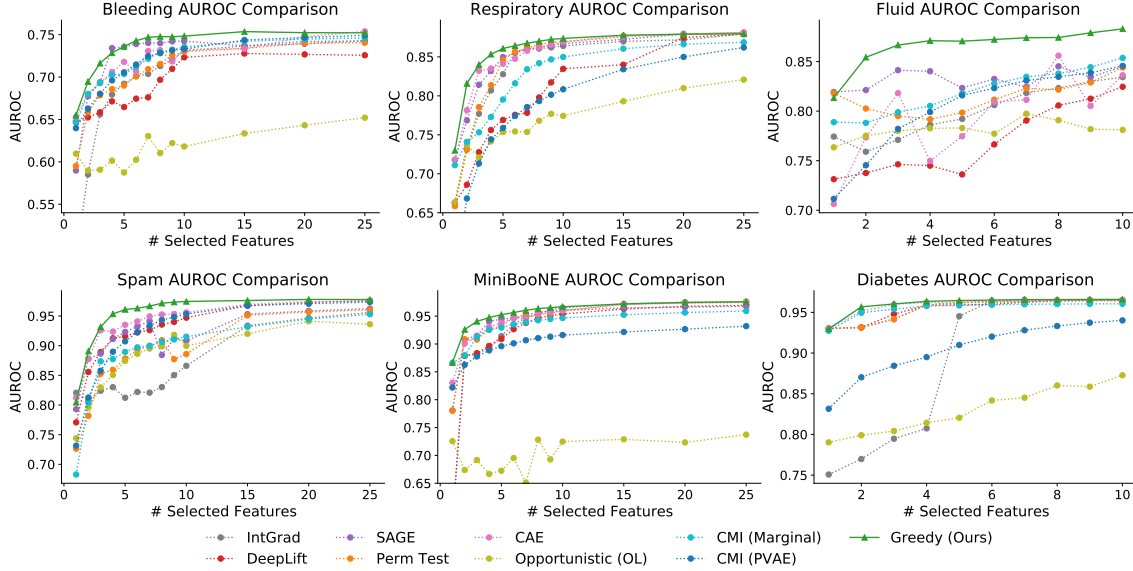 Bleeding AUROC Comparison
Respiratory AUROC Comparison
Fluid AUROC Comparison
AUROC
0.75
0.70
0.65
0.60
0.55
0 5 10 15 20 25
# Selected Features
AUROC
0.85
0.80
0.75
0.70
0.65
0 5 10 15 20 25
# Selected Features
AUROC
0.85
0.80
0.75
0.70
2 4 6 8 10
# Selected Features
Spam AUROC Comparison
MiniBooNE AUROC Comparison
Diabetes AUROC Comparison
AUROC
0.95
0.90
0.85
0.80
0.75
0.70
0 5 10 15 20 25
# Selected Features
AUROC
0.95
0.90
0.85
0.80
0.75
0.70
0.65
0 5 10 15 20 25
# Selected Features
AUROC
0.95
0.90
0.85
0.80
0.75
2 4 6 8 10
# Selected Features
IntGrad SAGE CAE CMI (Marginal) Greedy (Ours)
DeepLift Perm Test Opportunistic (OL) CMI (PVAE)